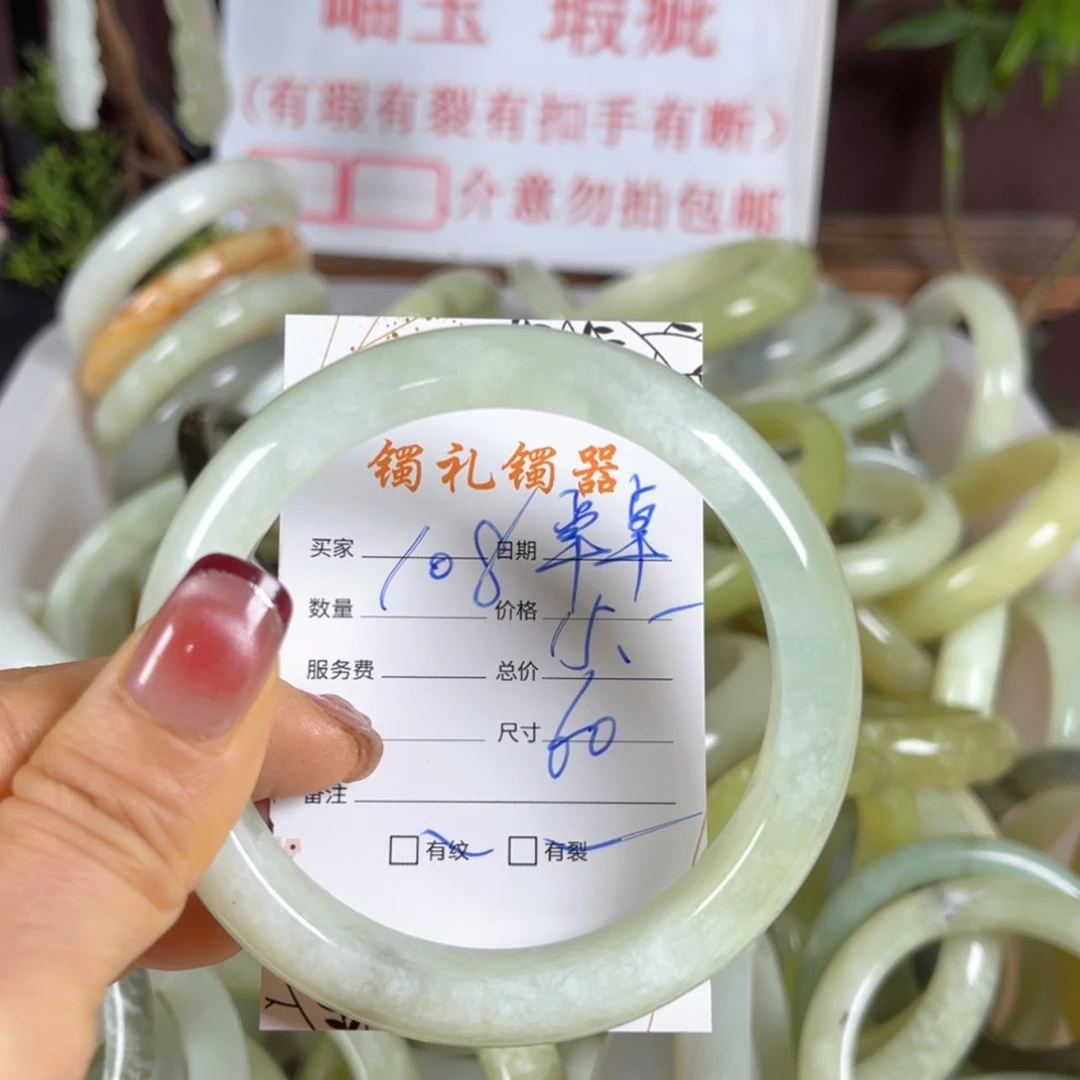 岫玉 瑕疵
(有瑕有裂有扣手有断)
介意勿拍包邮
镯礼镯器
买家 108 日期
数量 价格
服务费 总价
尺寸 60
备注
有纹 有裂